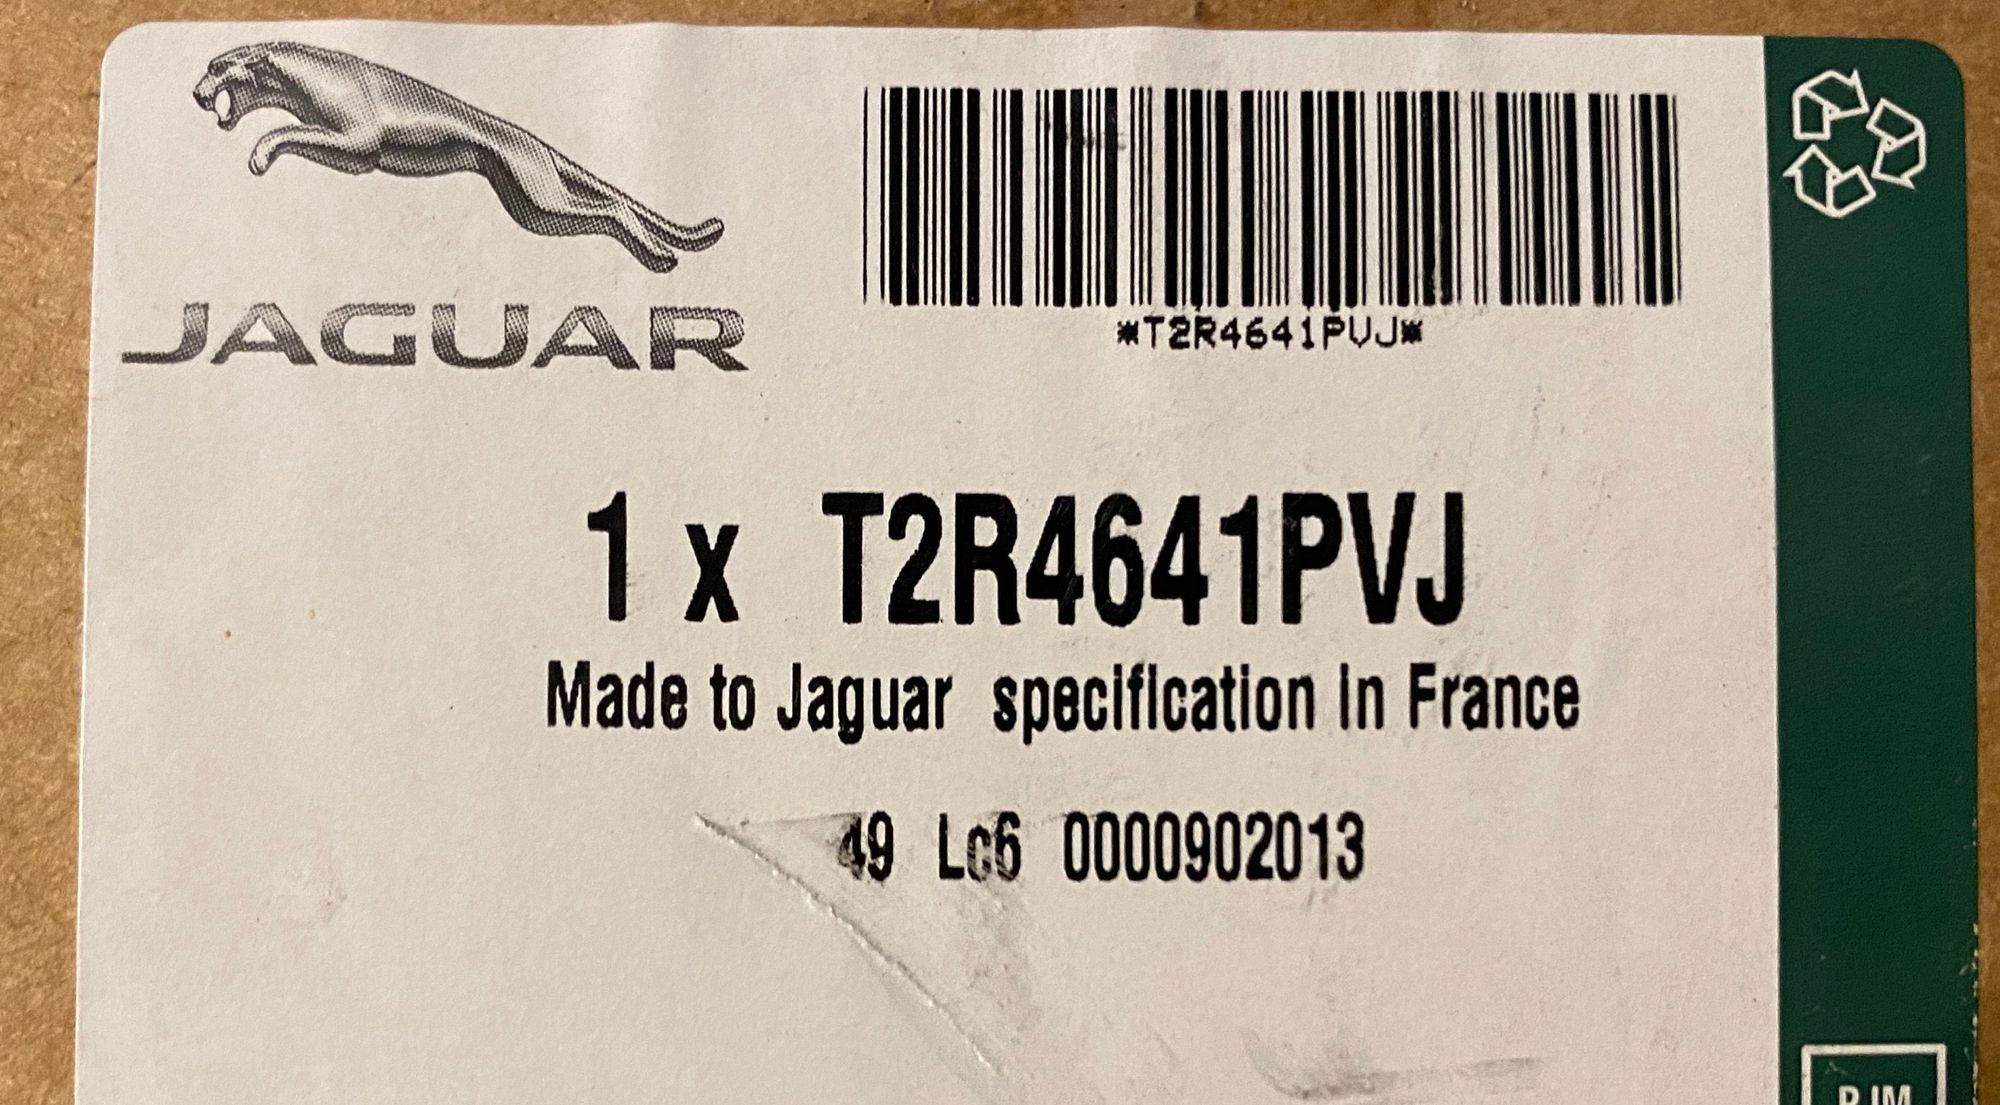 JAGUAR
*T2R4641PVJ*
1 x T2R4641PVJ
Made to Jaguar specification in France
49 Lc6 0000902013